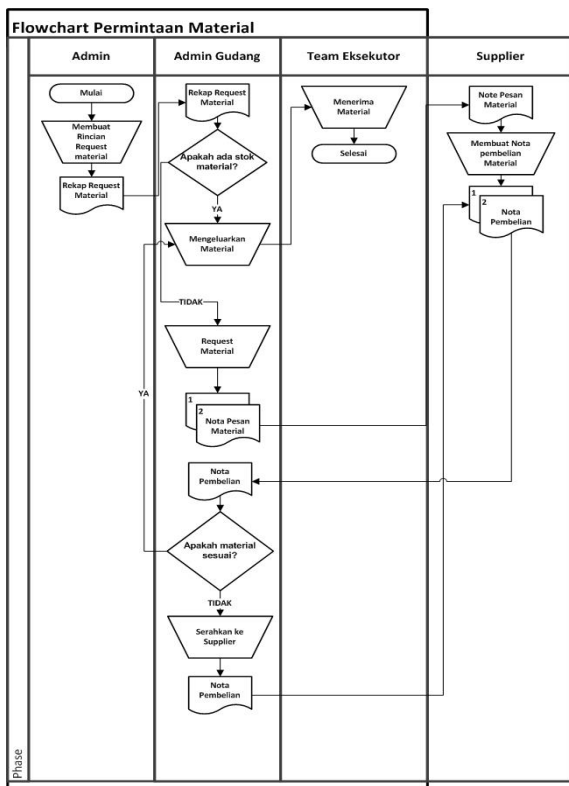 Flowchart Permintaan Material
Admin
Admin Gudang
Team Eksekutor
Supplier
Mulai
Membuat
Rincian
Request
material
Rekap Request
Material
Rekap Request
Material
Apakah ada stok
material?
YA
Mengeluarkan
Material
TIDAK
Request
Material
1
2
Nota Pesan
Material
Nota
Pembelian
Apakah material
sesuai?
YA
TIDAK
Serahkan ke
Supplier
Nota
Pembelian
Menerima
Material
Selesai
Note Pesan
Material
Membuat Nota
pembelian
Material
1
2
Nota
Pembelian
Phase